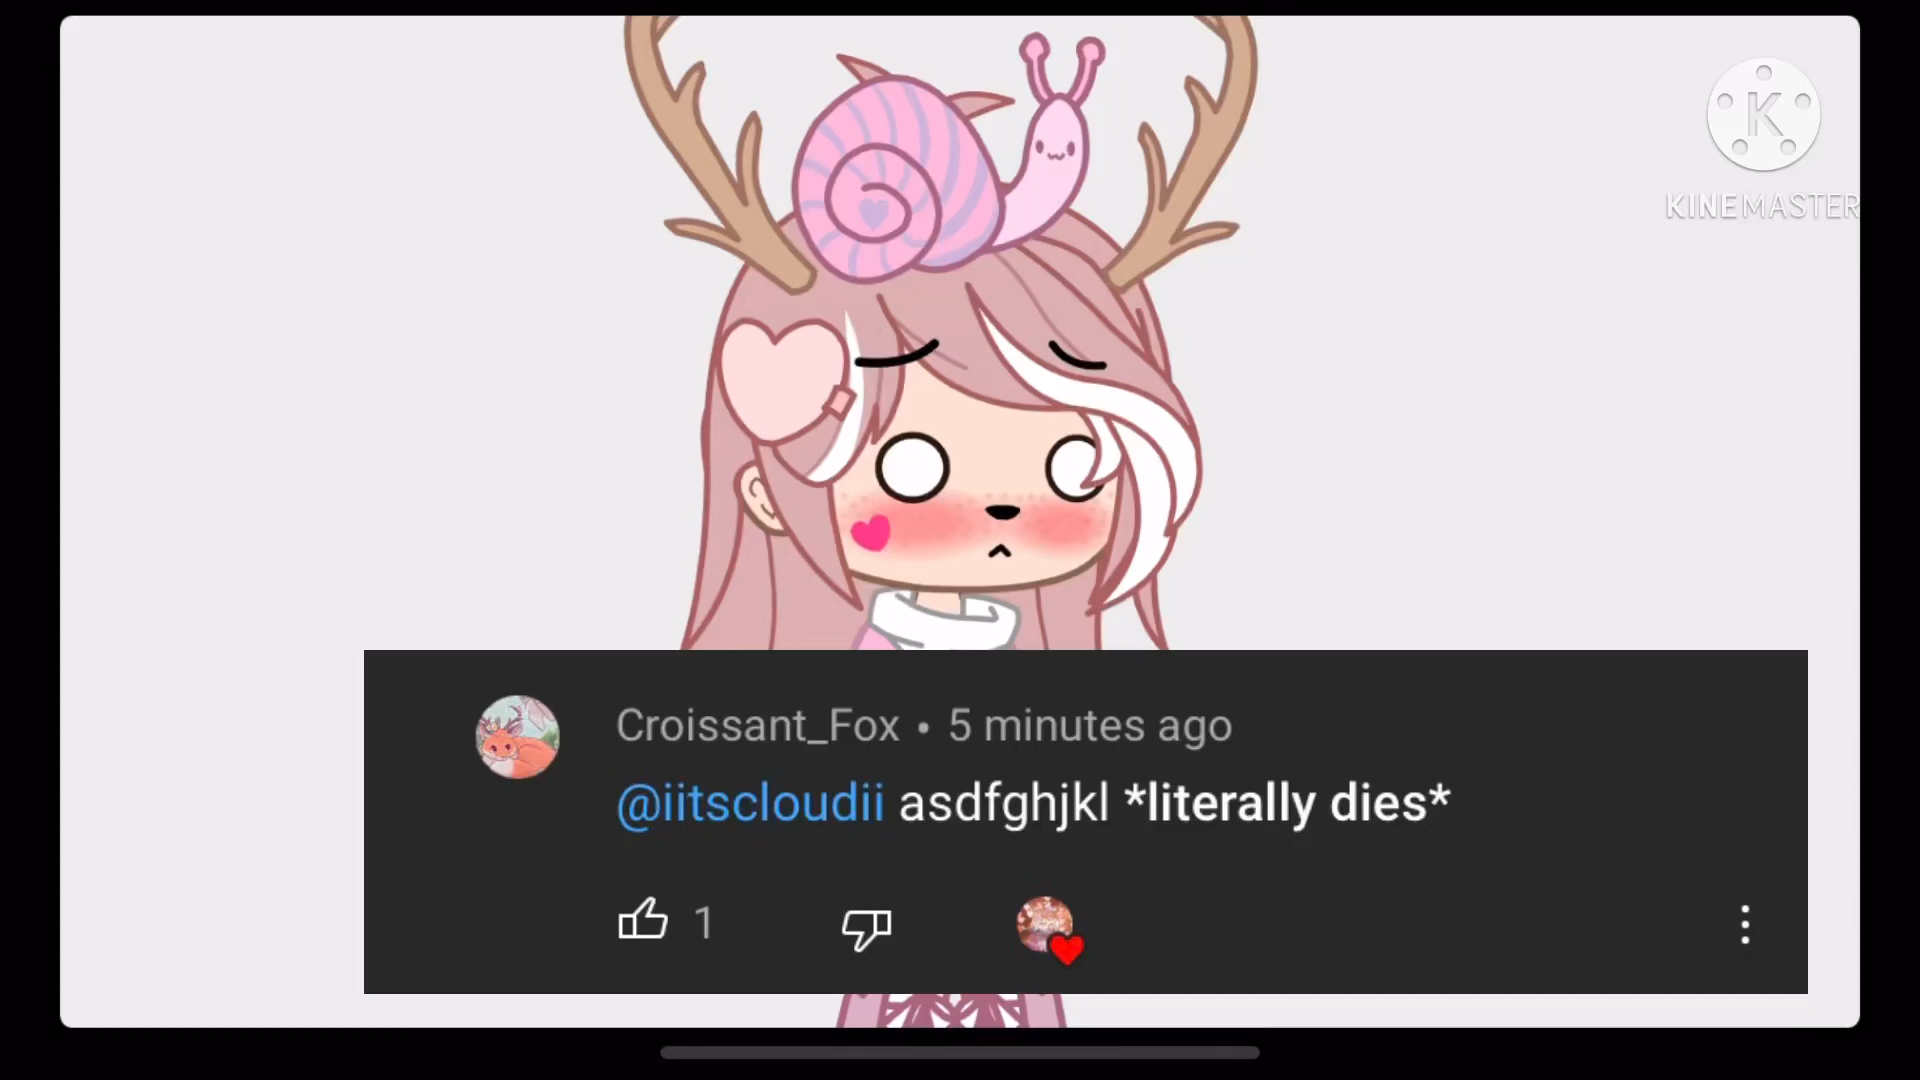 K
KINEMASTER
Croissant_Fox • 5 minutes ago
@iitscloudii asdfghjkl *literally dies*
1